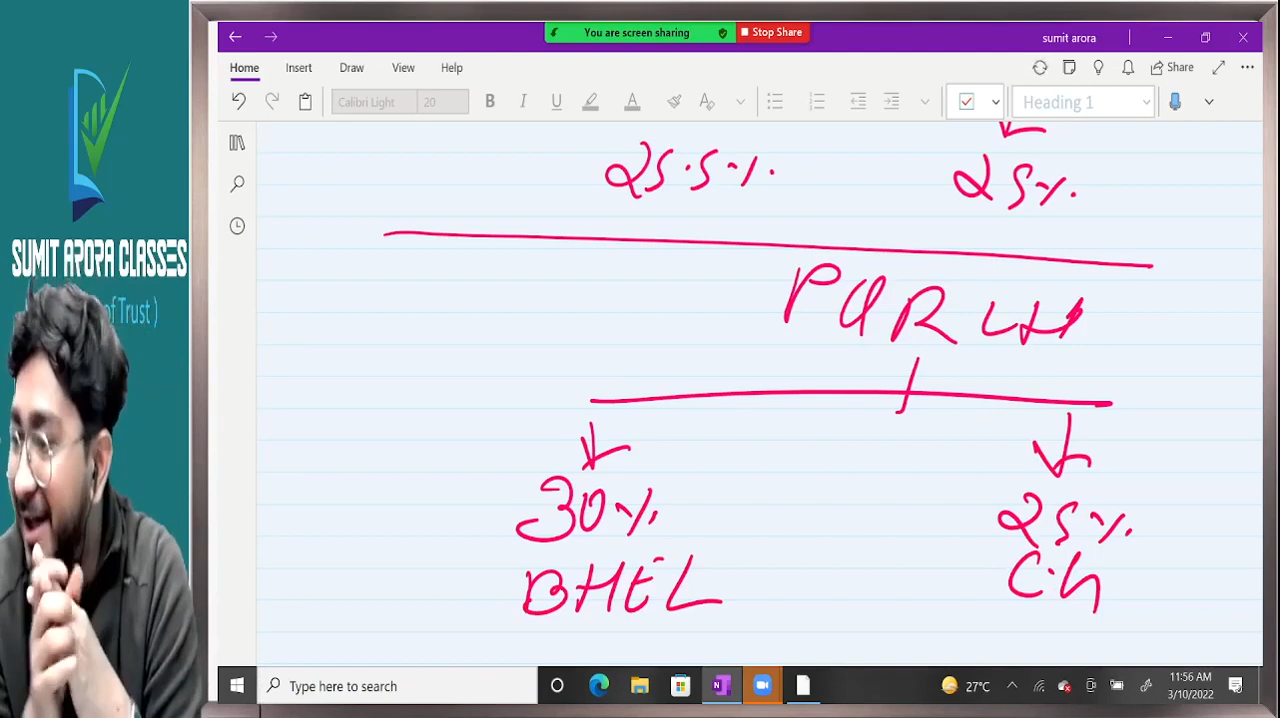 You are screen sharing Stop Share
sumit arora
Home Insert Draw View Help Share
Calibri Light 20 B I U A Heading 1
SUMIT ARORA CLASSES
of Trust )
25.5%.
25%.
30%
BHEL
25%.
C.G
Type here to search
27°C
11:56 AM
3/10/2022